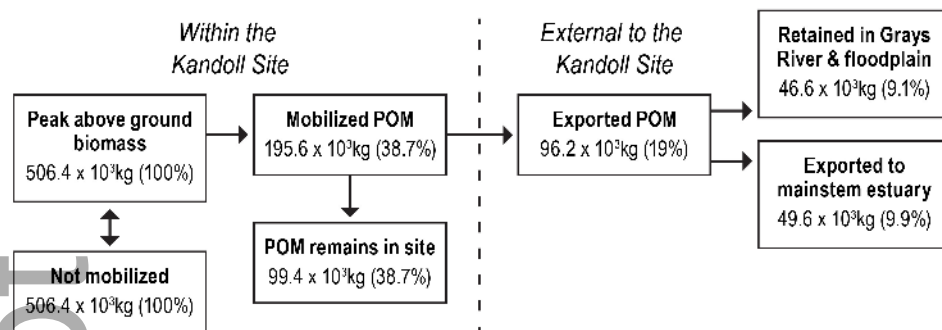 Within the
Kandoll Site
External to the
Kandoll Site
Peak above ground
biomass
506.4 x 10³kg (100%)
Mobilized POM
195.6 x 10³kg (38.7%)
Exported POM
96.2 x 10³kg (19%)
Retained in Grays
River & floodplain
46.6 x 10³kg (9.1%)
Exported to
mainstem estuary
49.6 x 10³kg (9.9%)
Not mobilized
506.4 x 10³kg (100%)
POM remains in site
99.4 x 10³kg (38.7%)